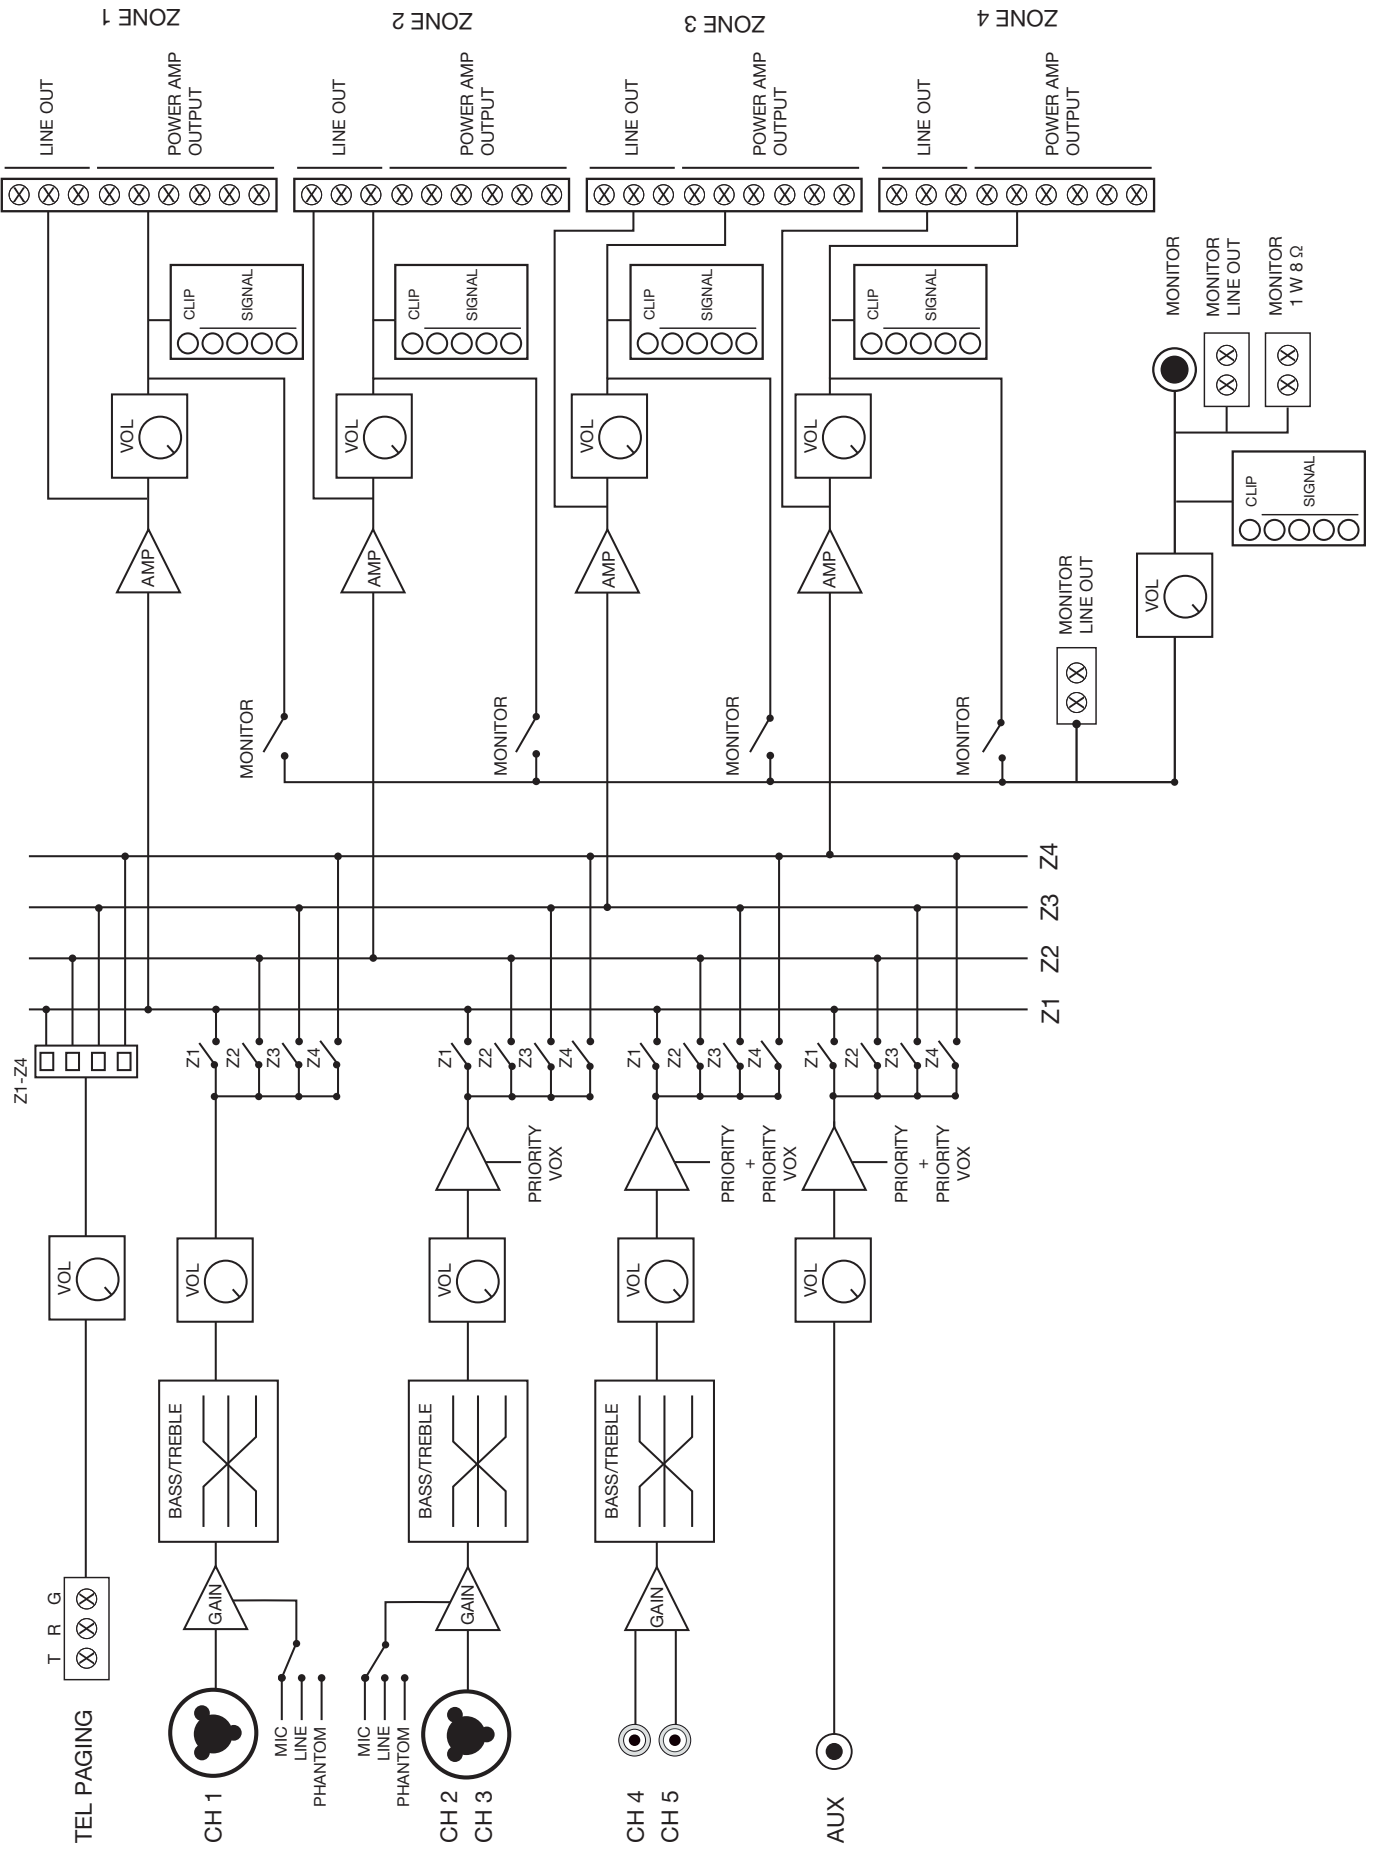 ZONE 1
ZONE 2
ZONE 3
ZONE 4
LINE OUT
POWER AMP
OUTPUT
LINE OUT
POWER AMP
OUTPUT
LINE OUT
POWER AMP
OUTPUT
LINE OUT
POWER AMP
OUTPUT
CLIP
SIGNAL
CLIP
SIGNAL
CLIP
SIGNAL
CLIP
SIGNAL
MONITOR
MONITOR
LINE OUT
MONITOR
1 W 8 Ω
VOL
VOL
VOL
VOL
CLIP
SIGNAL
AMP
AMP
AMP
AMP
MONITOR
LINE OUT
VOL
MONITOR
MONITOR
MONITOR
MONITOR
Z4
Z3
Z2
Z1
Z1-Z4
Z1
Z2
Z3
Z4
Z1
Z2
Z3
Z4
Z1
Z2
Z3
Z4
Z1
Z2
Z3
Z4
PRIORITY
VOX
PRIORITY
+
PRIORITY
VOX
PRIORITY
+
PRIORITY
VOX
VOL
VOL
VOL
VOL
VOL
BASS/TREBLE
BASS/TREBLE
BASS/TREBLE
T R G
GAIN
GAIN
GAIN
MIC
LINE
PHANTOM
MIC
LINE
PHANTOM
TEL PAGING
CH 1
CH 2
CH 3
CH 4
CH 5
AUX